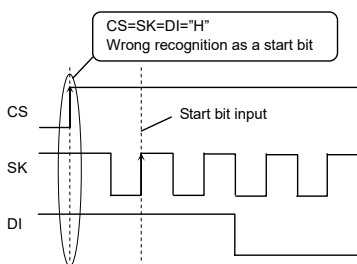 CS=SK=DI=”H”
Wrong recognition as a start bit
Start bit input
CS
SK
DI